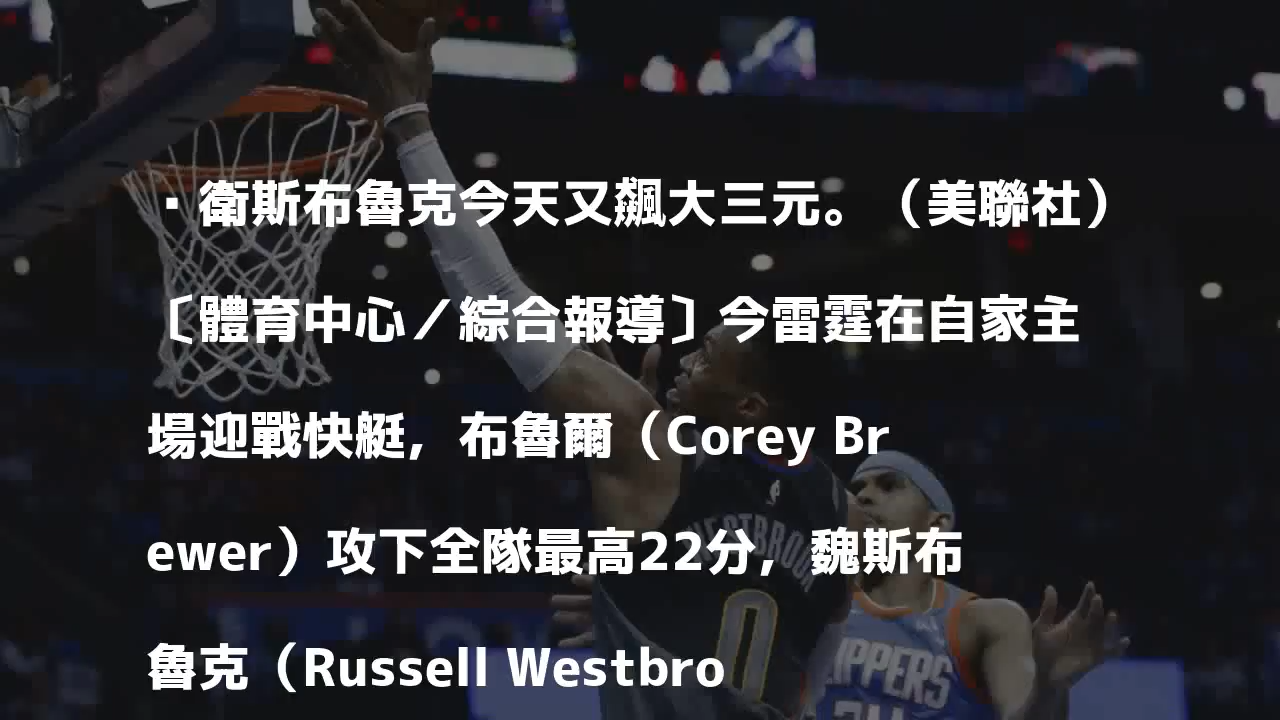 ▪衛斯布魯克今天又飆大三元。（美聯社）
〔體育中心／綜合報導〕今雷霆在自家主
場迎戰快艇，布魯爾（Corey Br
ewer）攻下全隊最高22分，魏斯布
魯克（Russell Westbro
WESTBROOK
0
CLIPPERS